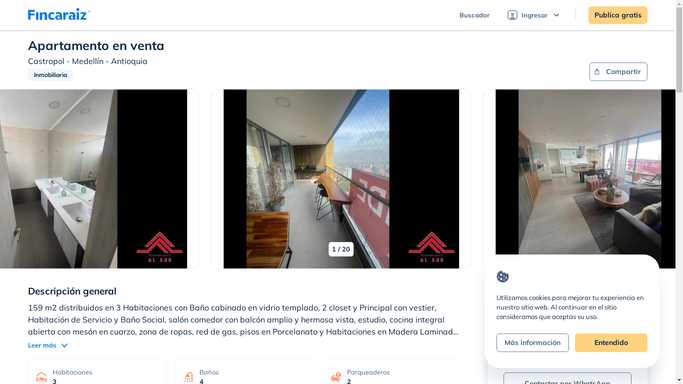 Fincaraiz
Buscador
Ingresar
Publica gratis
Apartamento en venta
Castropol - Medellín - Antioquia
Inmobiliaria
Compartir
1 / 20
AL SUR
Descripción general
159 m2 distribuidos en 3 Habitaciones con Baño cabinado en vidrio templado, 2 closet y Principal con vestier,
Habitación de Servicio y Baño Social, salón comedor con balcón amplio y hermosa vista, estudio, cocina integral
abierta con mesón en cuarzo, zona de ropas, red de gas, pisos en Porcelanato y Habitaciones en Madera Laminad...
Leer más
Habitaciones
3
Baños
4
Parqueaderos
2
Utilizamos cookies para mejorar tu experiencia en
nuestro sitio web. Al continuar en el sitio
consideramos que aceptas su uso.
Más información
Entendido
Contactar por WhatsApp